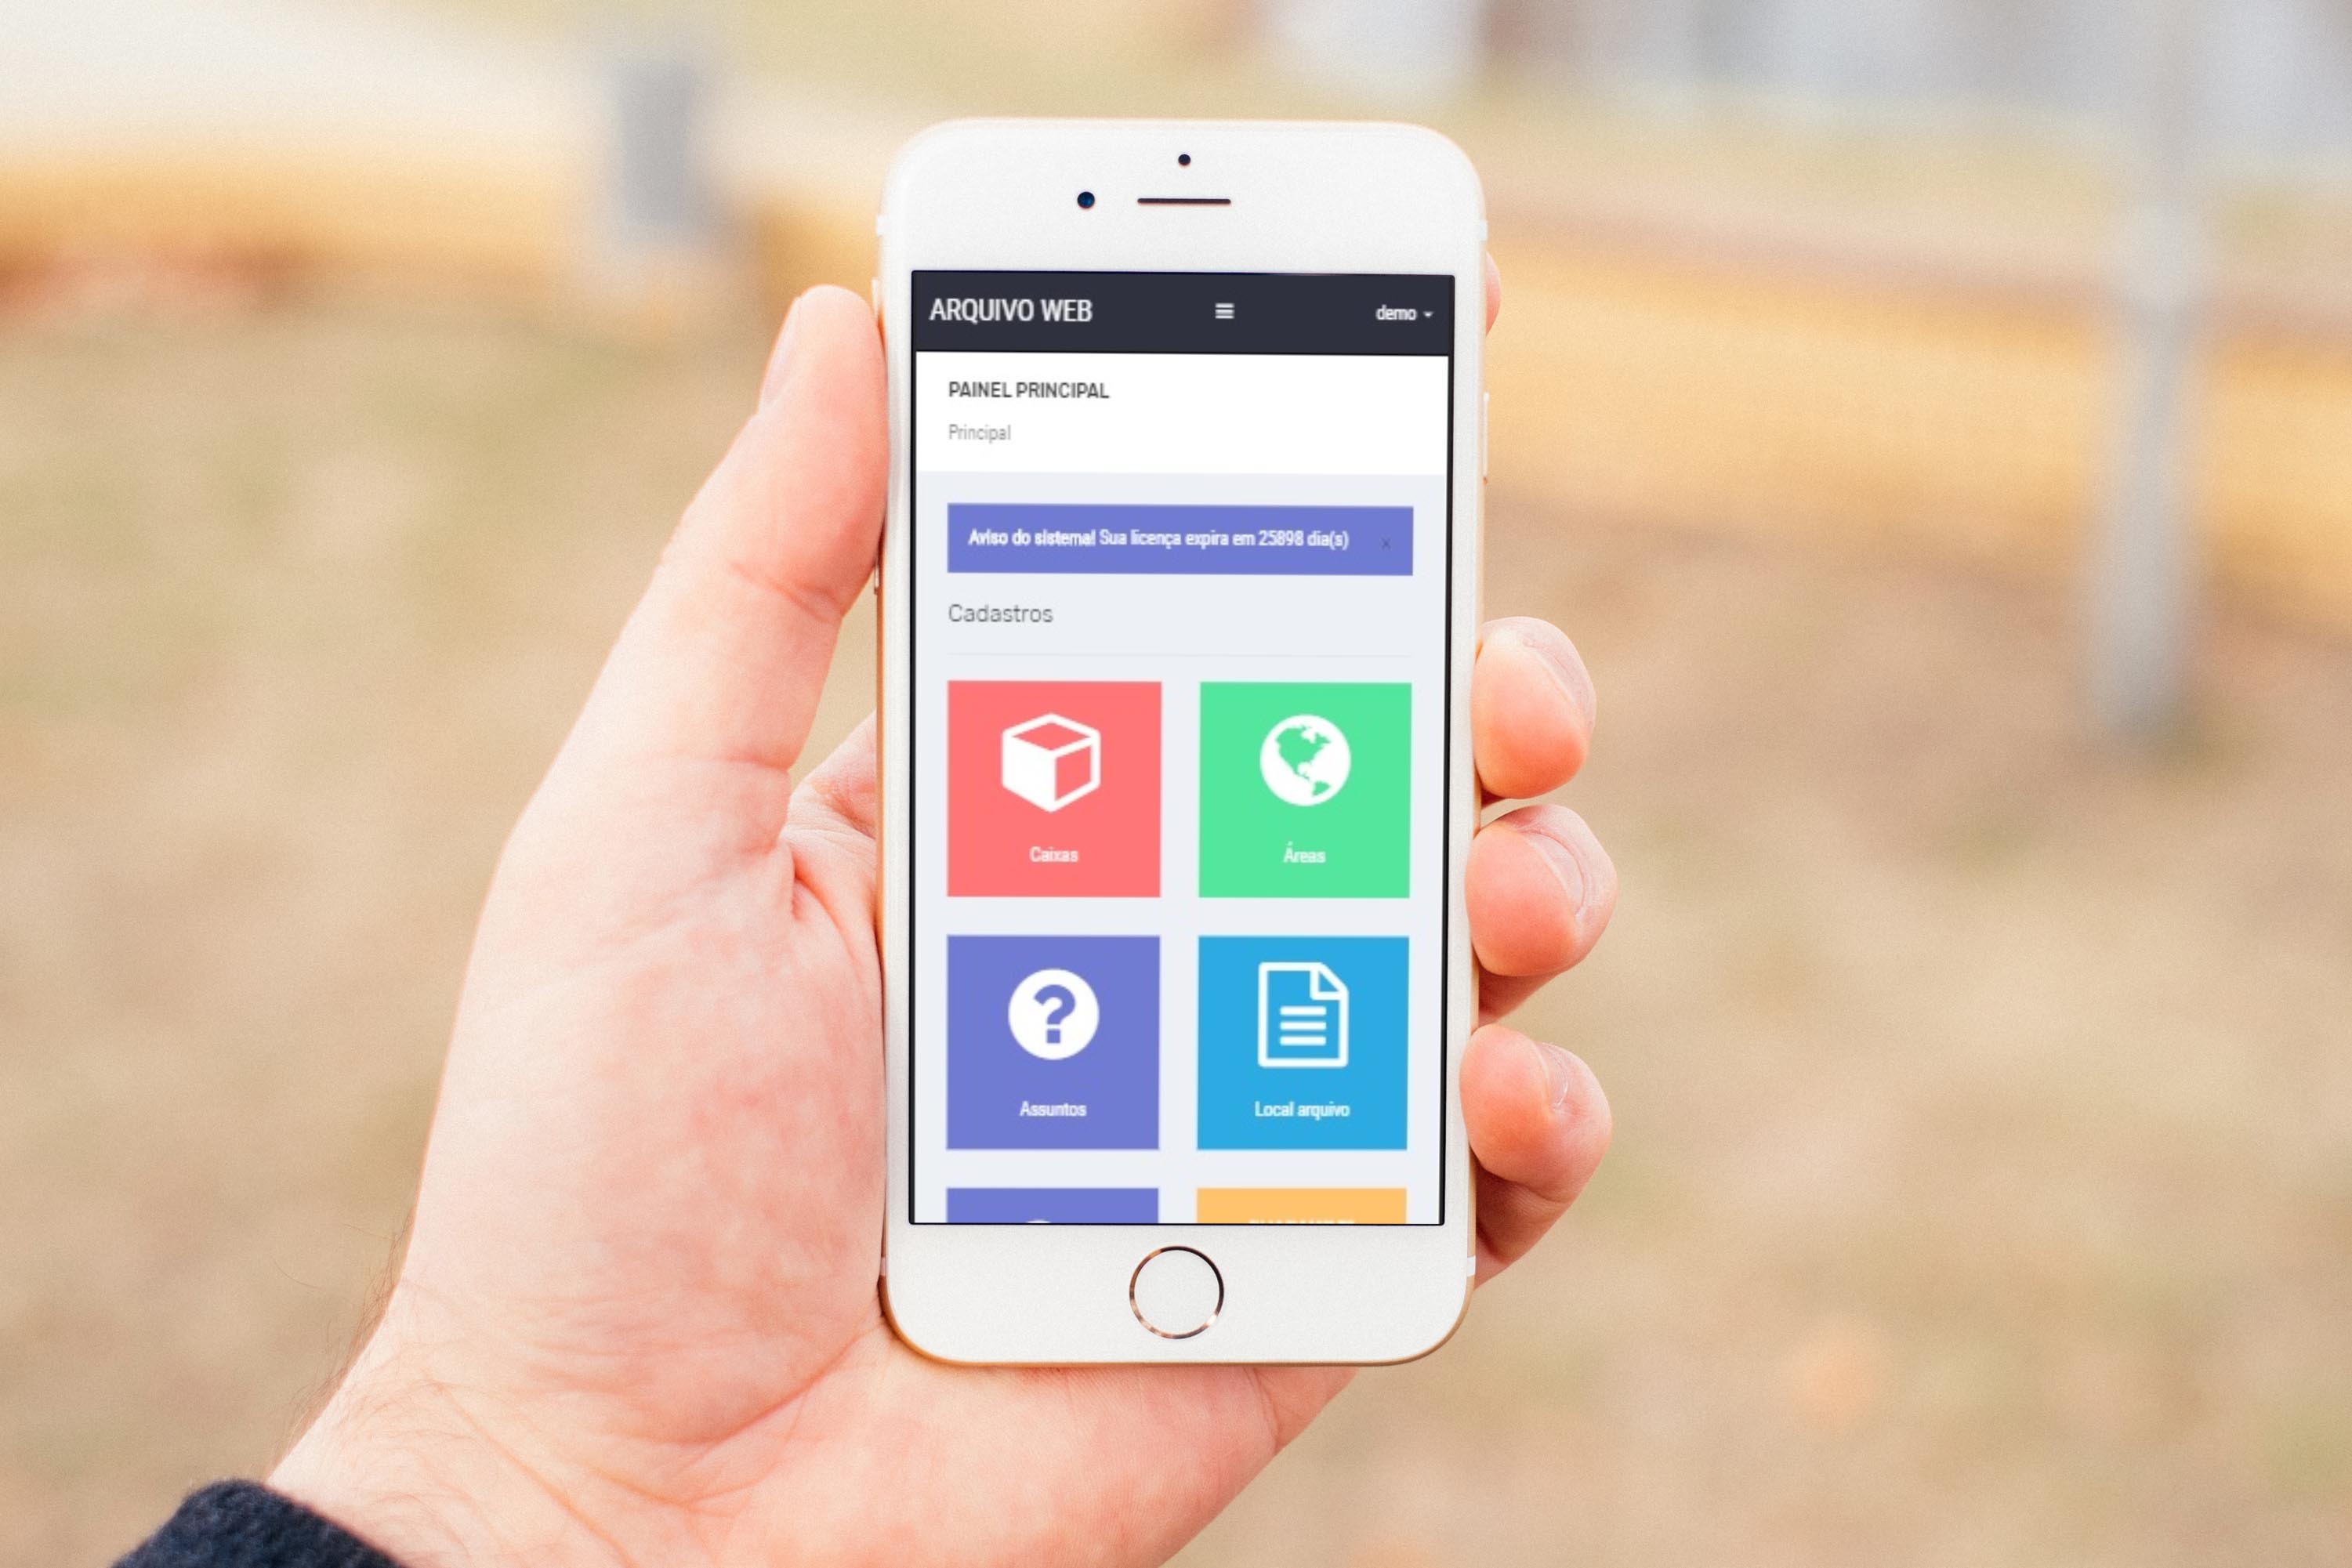 ARQUIVO WEB
demo
PAINEL PRINCIPAL
Principal
Aviso do sistema! Sua licença expira em 25898 dia(s) x
Cadastros
Caixas
Áreas
Assuntos
Local arquivo